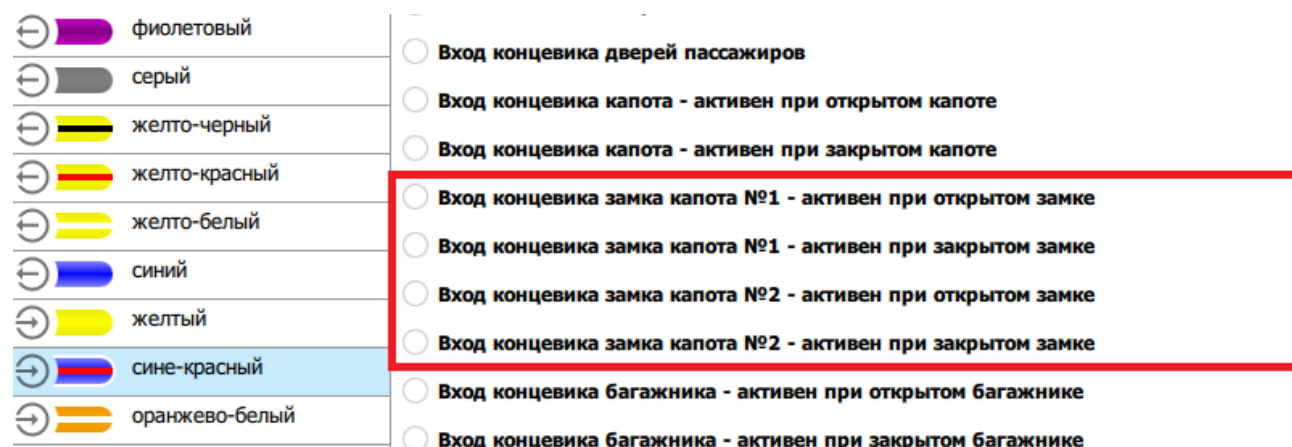 фиолетовый
серый
желто-черный
желто-красный
желто-белый
синий
желтый
сине-красный
оранжево-белый
Вход концевика дверей пассажиров
Вход концевика капота - активен при открытом капоте
Вход концевика капота - активен при закрытом капоте
Вход концевика замка капота №1 - активен при открытом замке
Вход концевика замка капота №1 - активен при закрытом замке
Вход концевика замка капота №2 - активен при открытом замке
Вход концевика замка капота №2 - активен при закрытом замке
Вход концевика багажника - активен при открытом багажнике
Вход концевика багажника - активен при закрытом багажнике